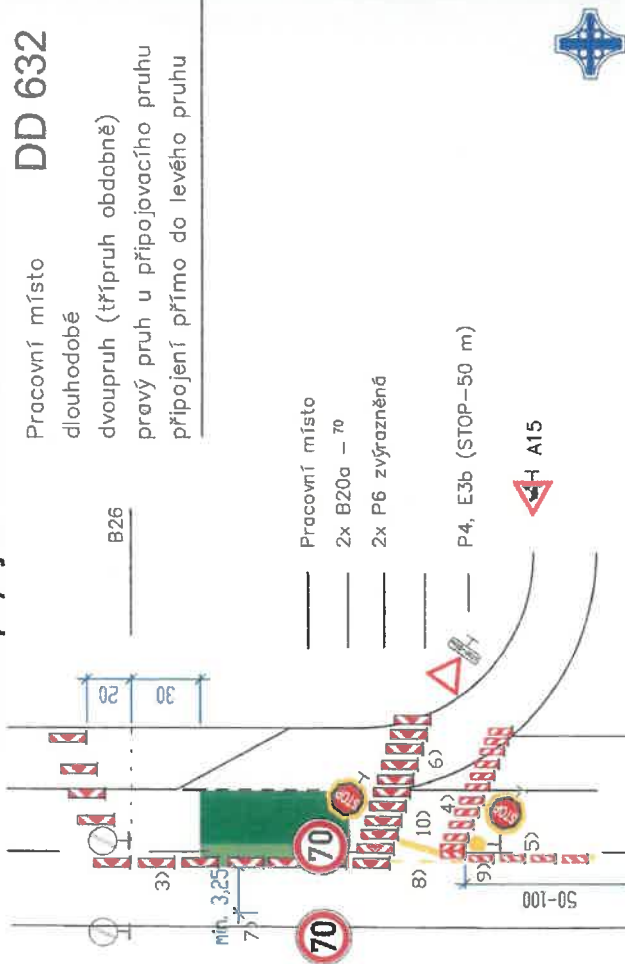 DD 632
Pracovní místo
dlouhodobé
dvoupruh (třípruh obdobně)
pravý pruh u připojovacího pruhu
připojení přímo do levého pruhu
B26
20
30
Pracovní místo
2x B20a – 70
2x P6 zvýrazněná
P4, E3b (STOP–50 m)
A15
3)
min. 3,25
7)
70
70
STOP
6)
10)
4)
8)
9)
STOP
5)
50-100